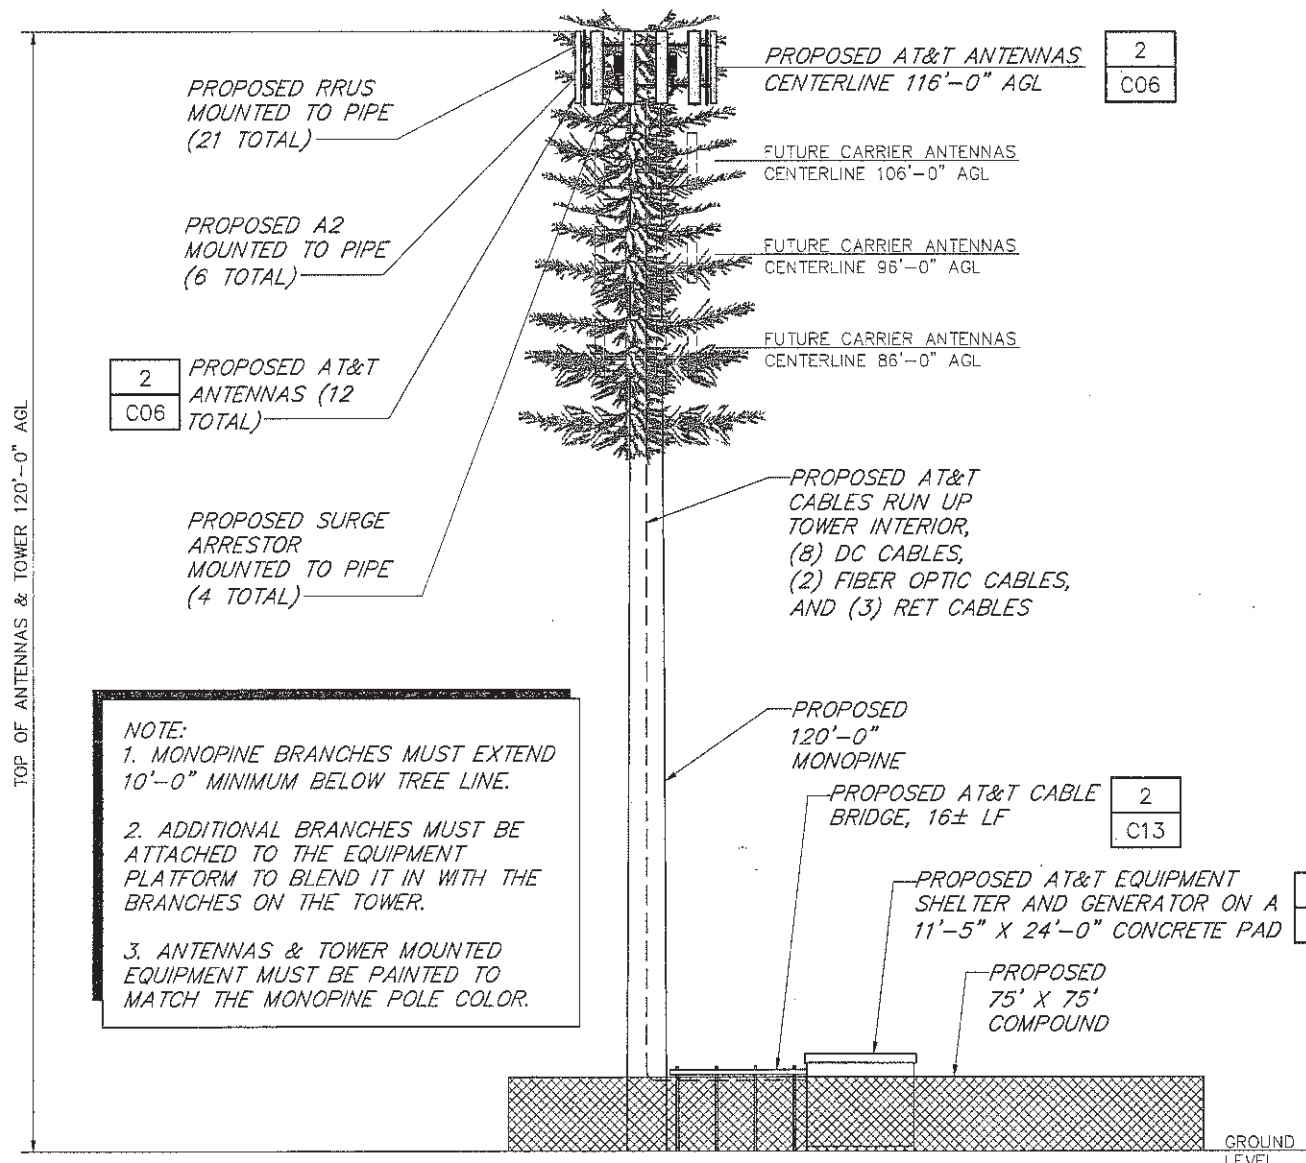 PROPOSED RRUS
MOUNTED TO PIPE
(21 TOTAL)
PROPOSED A2
MOUNTED TO PIPE
(6 TOTAL)
2
C06
PROPOSED AT&T
ANTENNAS (12
TOTAL)
PROPOSED SURGE
ARRESTOR
MOUNTED TO PIPE
(4 TOTAL)
TOP OF ANTENNAS & TOWER 120'-0" AGL
PROPOSED AT&T ANTENNAS
CENTERLINE 116'-0" AGL
2
C06
FUTURE CARRIER ANTENNAS
CENTERLINE 106'-0" AGL
FUTURE CARRIER ANTENNAS
CENTERLINE 96'-0" AGL
FUTURE CARRIER ANTENNAS
CENTERLINE 86'-0" AGL
PROPOSED AT&T
CABLES RUN UP
TOWER INTERIOR,
(8) DC CABLES,
(2) FIBER OPTIC CABLES,
AND (3) RET CABLES
NOTE:
1. MONOPINE BRANCHES MUST EXTEND
10'-0" MINIMUM BELOW TREE LINE.
2. ADDITIONAL BRANCHES MUST BE
ATTACHED TO THE EQUIPMENT
PLATFORM TO BLEND IT IN WITH THE
BRANCHES ON THE TOWER.
3. ANTENNAS & TOWER MOUNTED
EQUIPMENT MUST BE PAINTED TO
MATCH THE MONOPINE POLE COLOR.
PROPOSED
120'-0"
MONOPINE
PROPOSED AT&T CABLE
BRIDGE, 16± LF
2
C13
PROPOSED AT&T EQUIPMENT
SHELTER AND GENERATOR ON A
11'-5" X 24'-0" CONCRETE PAD
PROPOSED
75' X 75'
COMPOUND
GROUND
LEVEL